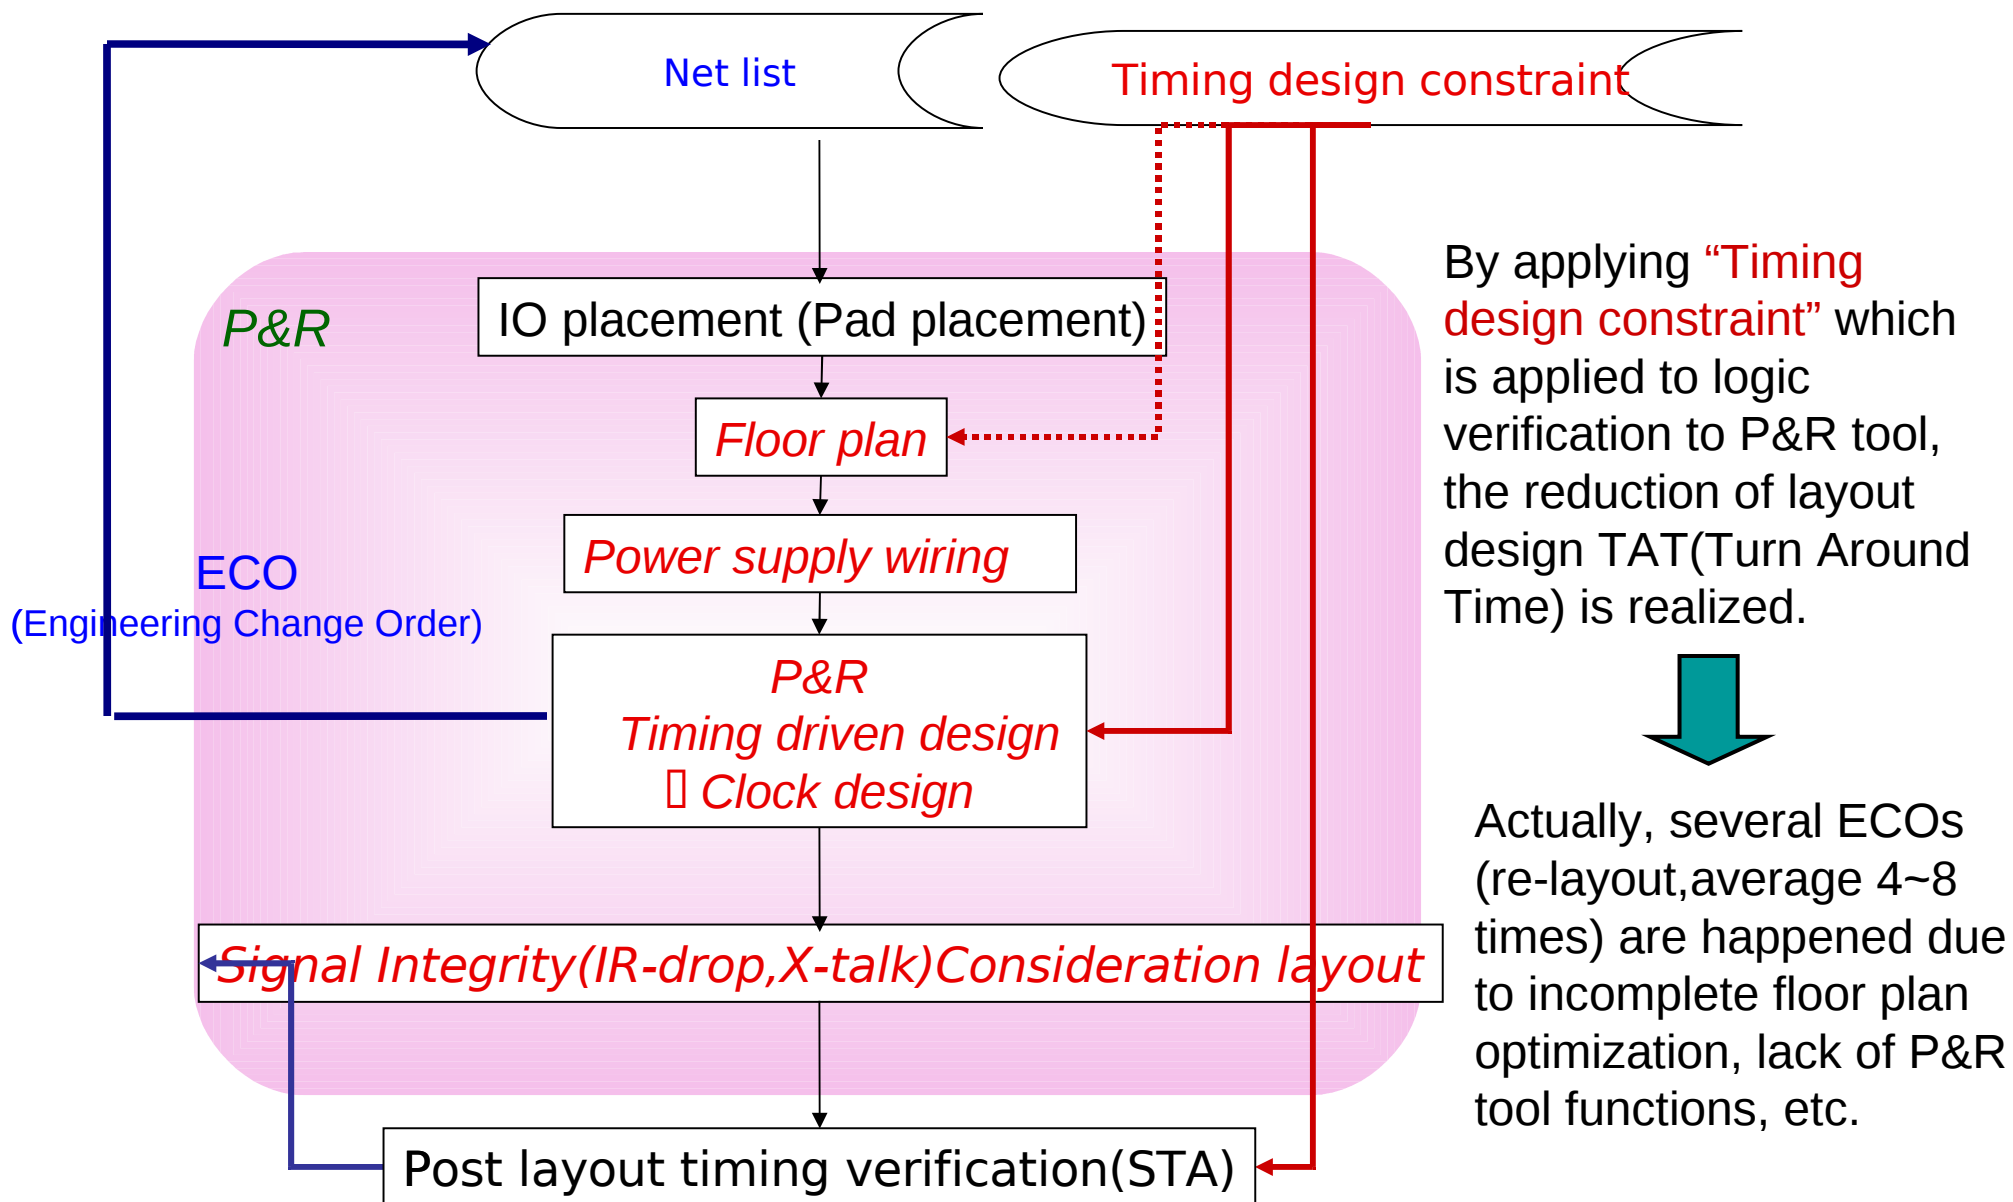 Net list
Timing design constraint
P&R
IO placement (Pad placement)
Floor plan
Power supply wiring
ECO
(Engineering Change Order)
P&R
Timing driven design
Clock design
Signal Integrity(IR-drop,X-talk)Consideration layout
Post layout timing verification(STA)
By applying “Timing
design constraint” which
is applied to logic
verification to P&R tool,
the reduction of layout
design TAT(Turn Around
Time) is realized.
Actually, several ECOs
(re-layout,average 4~8
times) are happened due
to incomplete floor plan
optimization, lack of P&R
tool functions, etc.